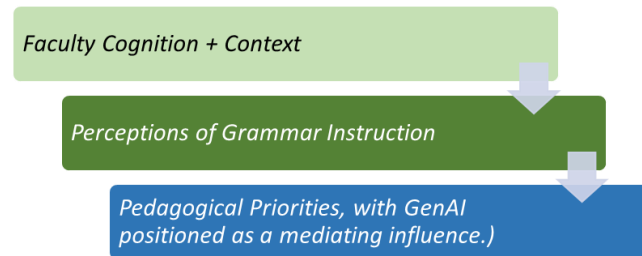 Faculty Cognition + Context
Perceptions of Grammar Instruction
Pedagogical Priorities, with GenAI
positioned as a mediating influence.)